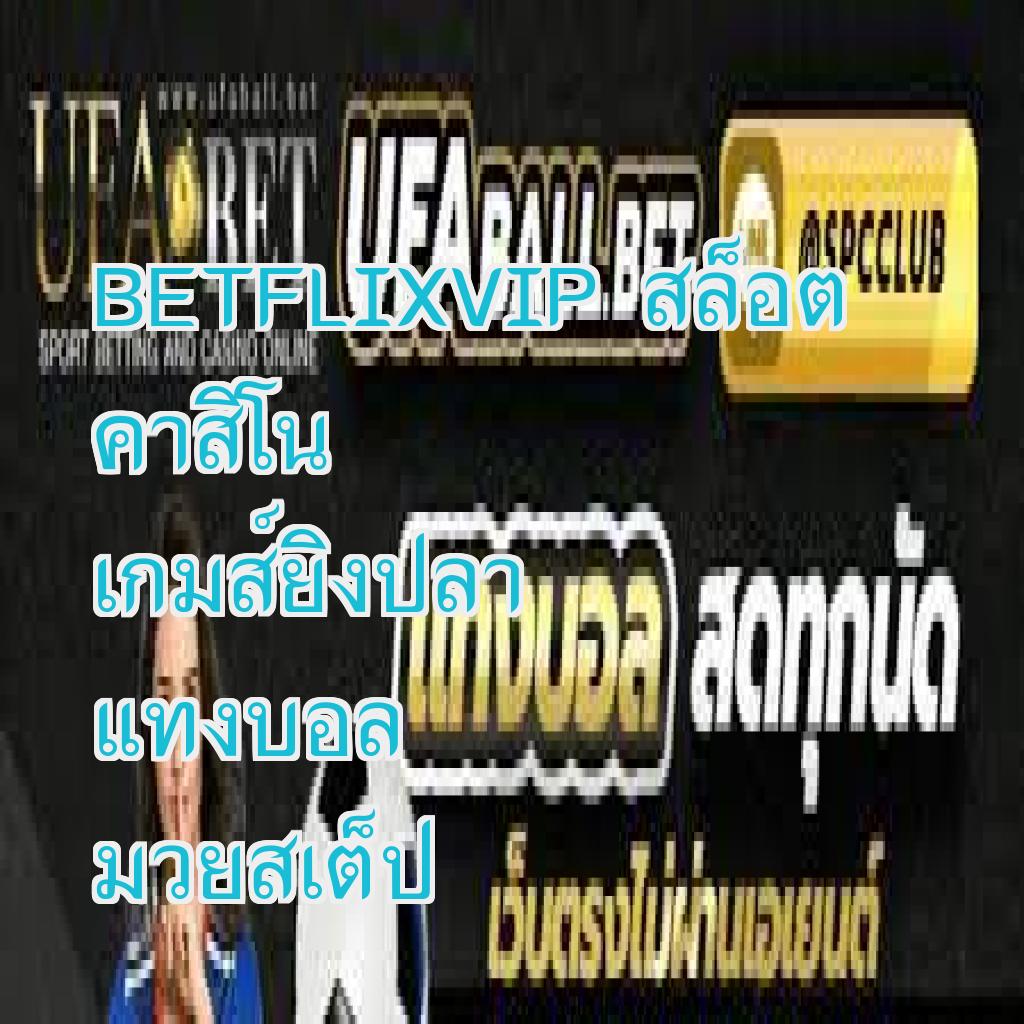 www.ufaball.bet
UFABET
SPORT BETTING AND CASINO ONLINE
UFABALL.BET
@SPCCLUB
BETFLIXVIP สล็อต
คาสิโน
เกมส์ยิงปลา
แทงบอล
มวยสเต็ป
แทงบอล สดทุกนัด
เว็บตรงไม่ผ่านเอเยนต์